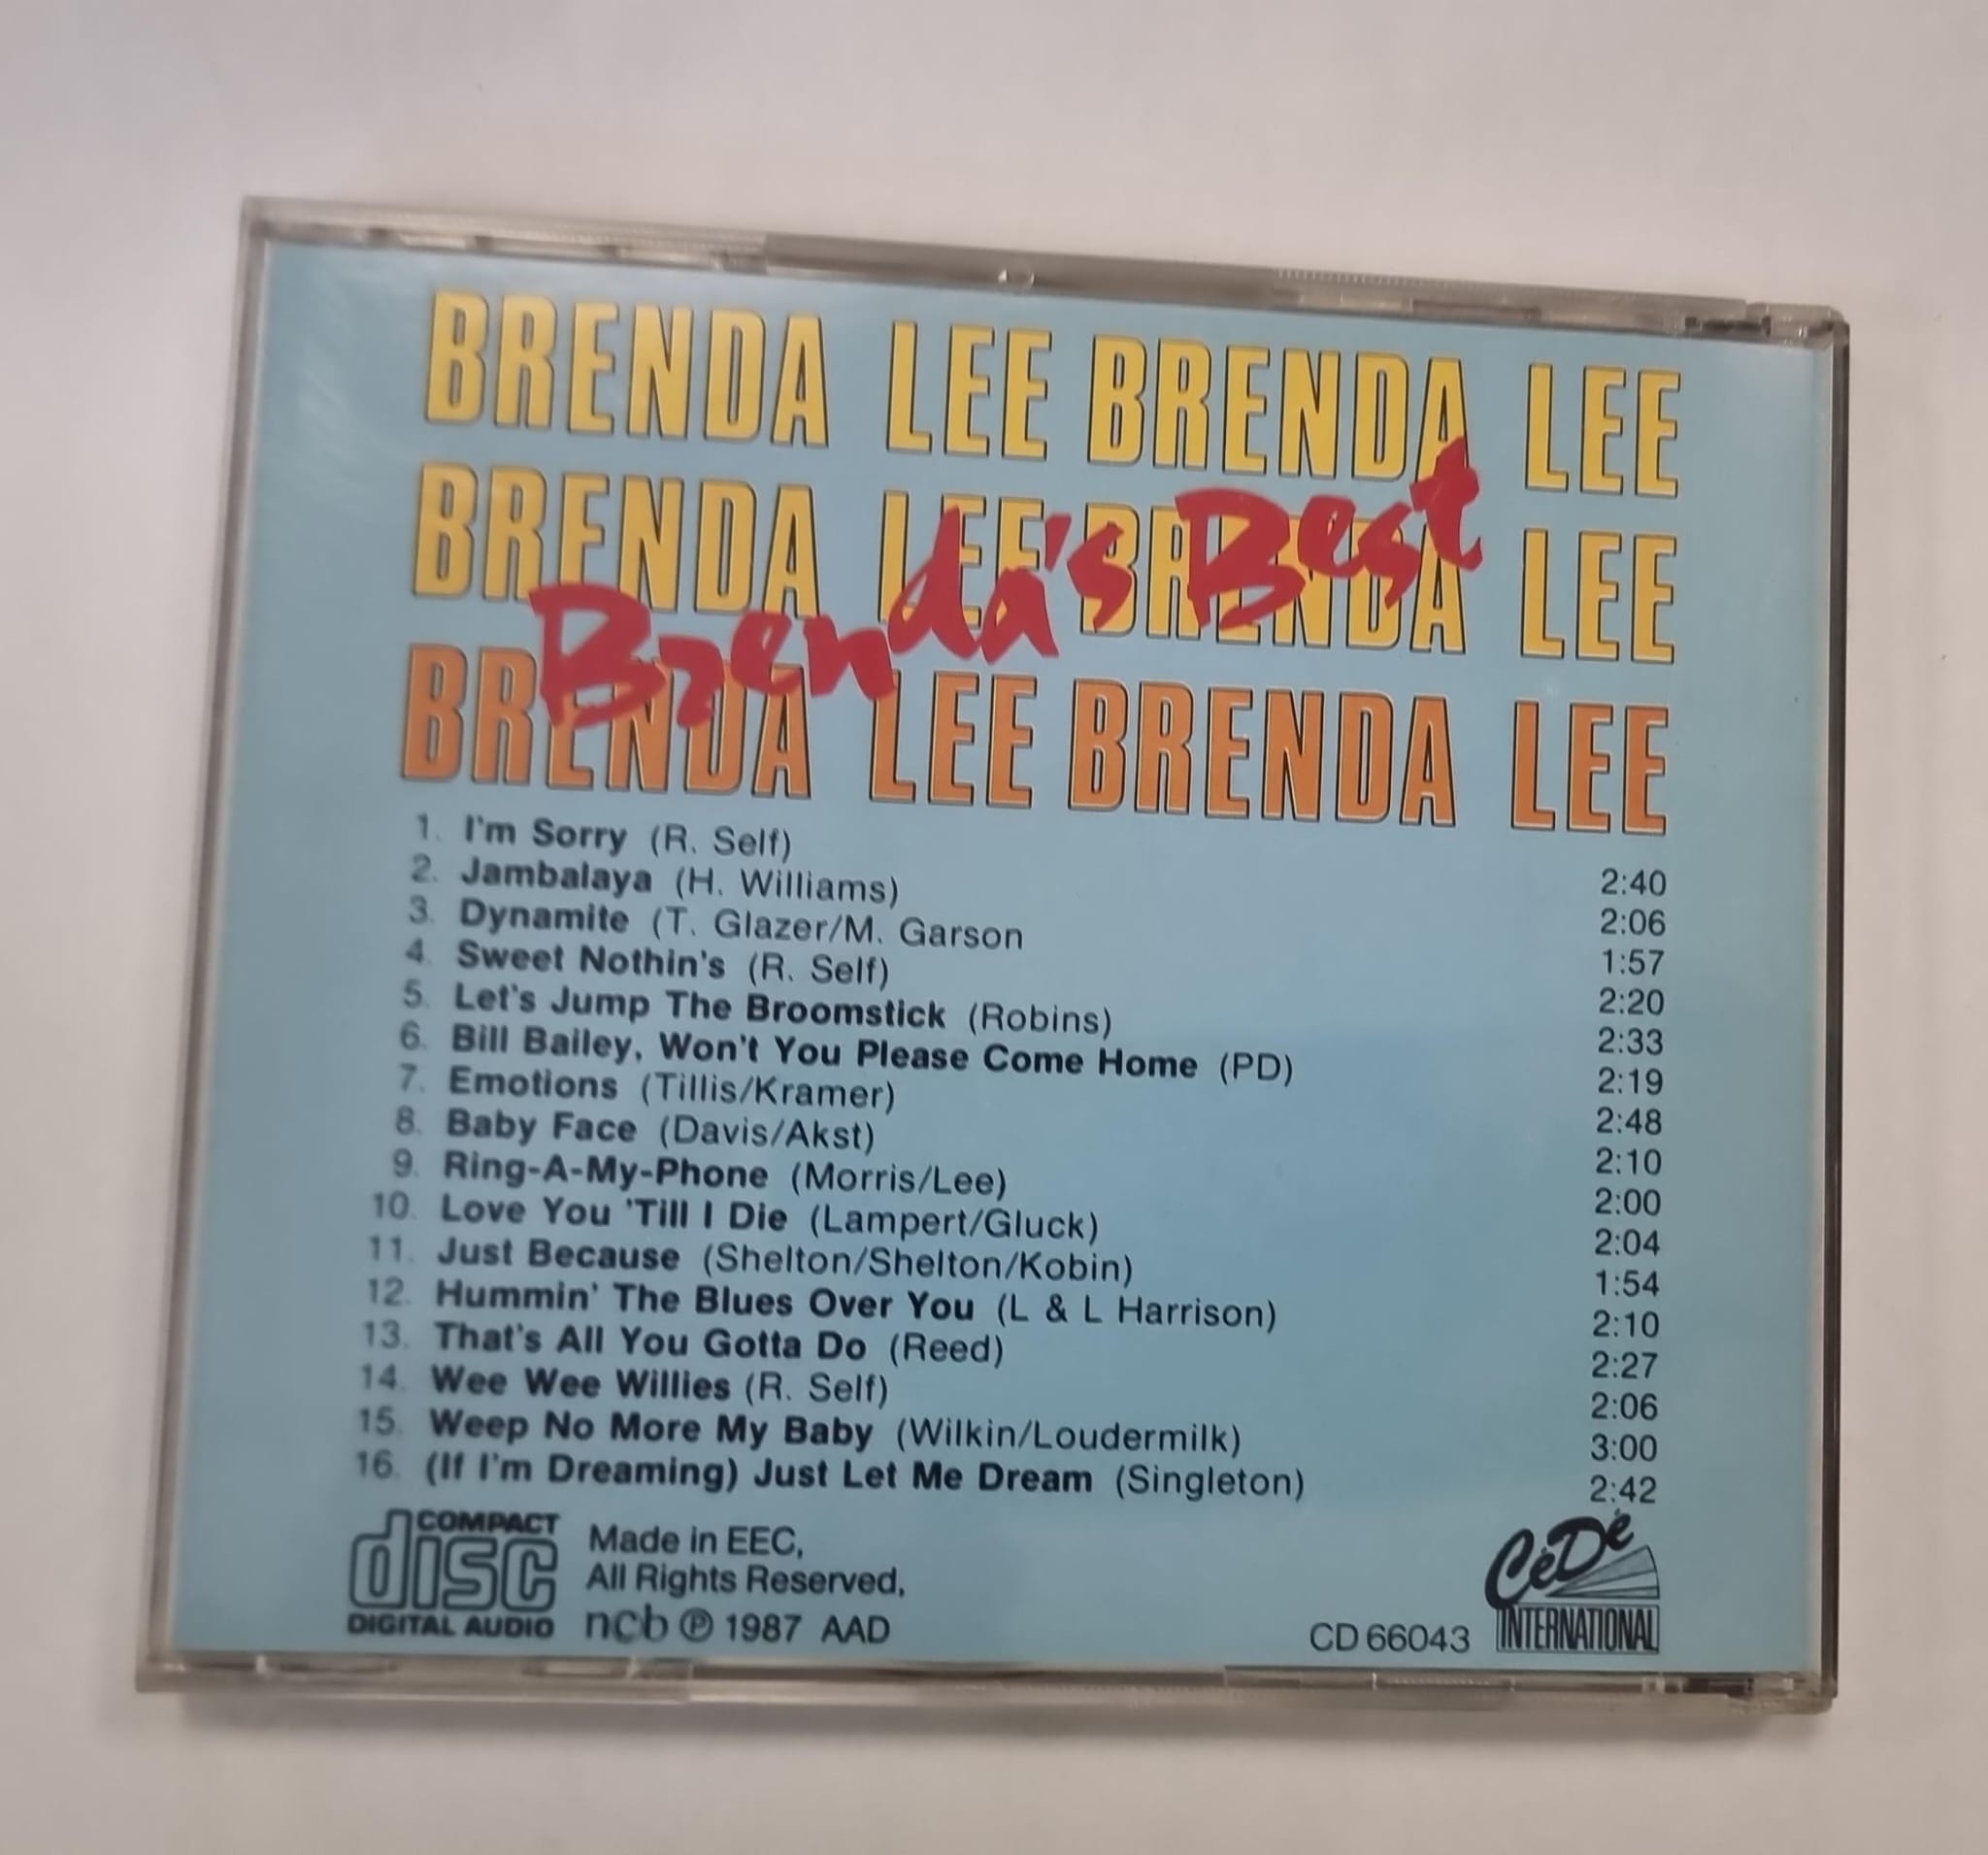 BRENDA LEE BRENDA LEE
BRENDA LEE BRENDA LEE
Brenda's Best
BRENDA LEE BRENDA LEE
1. I'm Sorry (R. Self) 2:40
2. Jambalaya (H. Williams) 2:06
3. Dynamite (T. Glazer/M. Garson 1:57
4. Sweet Nothin's (R. Self) 2:20
5. Let's Jump The Broomstick (Robins) 2:33
6. Bill Bailey, Won't You Please Come Home (PD) 2:19
7. Emotions (Tillis/Kramer) 2:48
8. Baby Face (Davis/Akst) 2:10
9. Ring-A-My-Phone (Morris/Lee) 2:00
10. Love You 'Till I Die (Lampert/Gluck) 2:04
11. Just Because (Shelton/Shelton/Kobin) 1:54
12. Hummin' The Blues Over You (L & L Harrison) 2:10
13. That's All You Gotta Do (Reed) 2:27
14. Wee Wee Willies (R. Self) 2:06
15. Weep No More My Baby (Wilkin/Loudermilk) 3:00
16. (If I'm Dreaming) Just Let Me Dream (Singleton) 2:42
COMPACT
disc
DIGITAL AUDIO
Made in EEC,
All Rights Reserved,
ncb ℗ 1987 AAD
CD 66043
CèDé
INTERNATIONAL